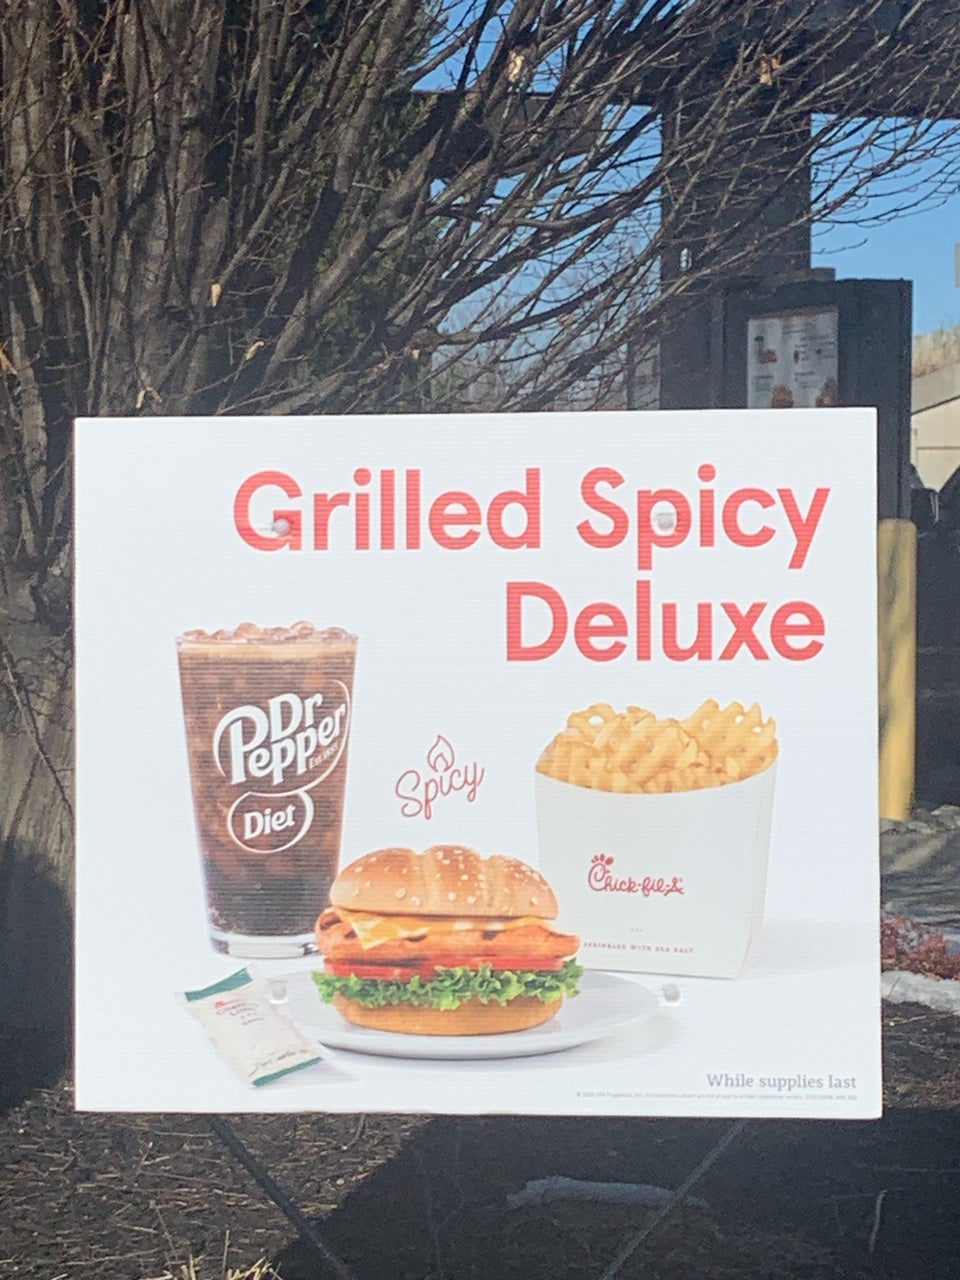 Grilled Spicy
Deluxe
Dr
Pepper
Diet
Spicy
Chick-fil-A
SPRINKLED WITH SEA SALT
While supplies last